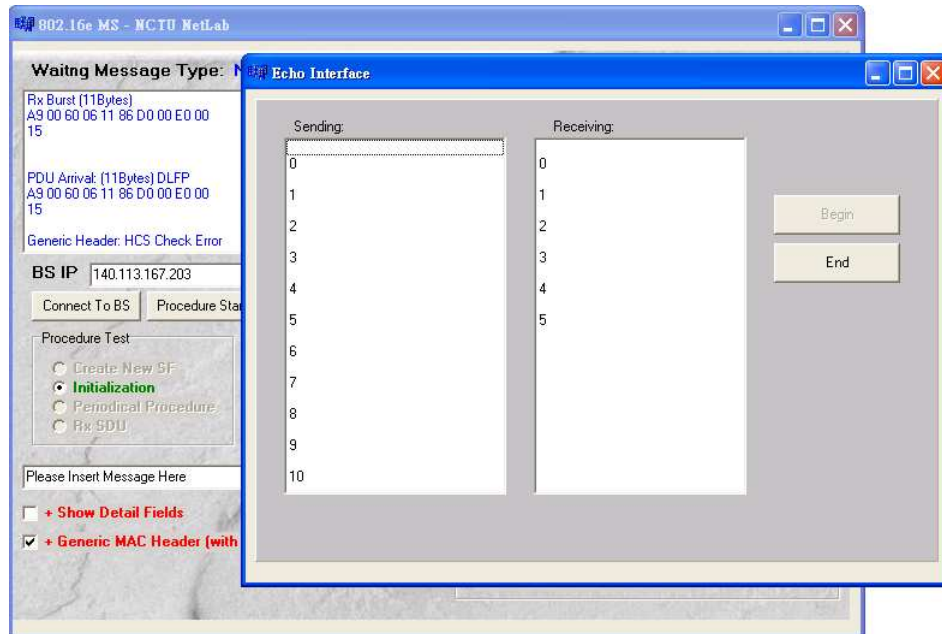 802.16e MS - NCTU NetLab
Waitng Message Type:
Rx Burst (11Bytes)
A9 00 60 06 11 86 D0 00 E0 00
15
PDU Arrival: (11Bytes) DLFP
A9 00 60 06 11 86 D0 00 E0 00
15
Generic Header: HCS Check Error
BS IP 140.113.167.203
Connect To BS Procedure
Procedure Test
Create New SF
Initialization
Periodical Procedure
Rx SDU
Please Insert Message Here
+ Show Detail Fields
+ Generic MAC Header (with
Echo Interface
Sending:
0
1
2
3
4
5
6
7
8
9
10
Receiving:
0
1
2
3
4
5
Begin
End